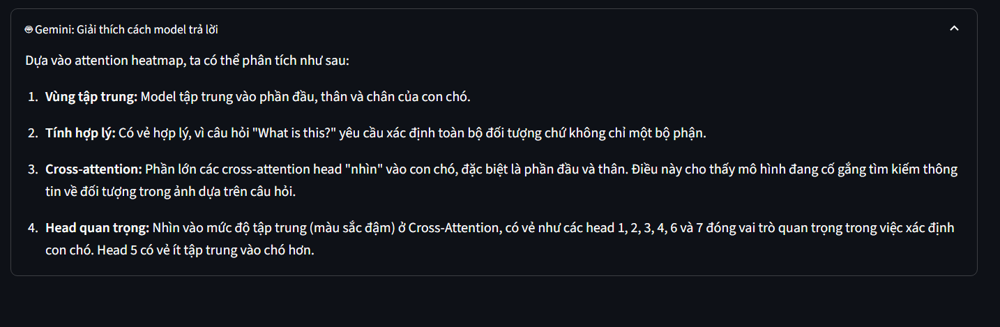 Gemini: Giải thích cách model trả lời
Dựa vào attention heatmap, ta có thể phân tích như sau:
1. Vùng tập trung: Model tập trung vào phần đầu, thân và chân của con chó.
2. Tính hợp lý: Có vẻ hợp lý, vì câu hỏi "What is this?" yêu cầu xác định toàn bộ đối tượng chứ không chỉ một bộ phận.
3. Cross-attention: Phần lớn các cross-attention head "nhìn" vào con chó, đặc biệt là phần đầu và thân. Điều này cho thấy mô hình đang cố gắng tìm kiếm thông
tin về đối tượng trong ảnh dựa trên câu hỏi.
4. Head quan trọng: Nhìn vào mức độ tập trung (màu sắc đậm) ở Cross-Attention, có vẻ như các head 1, 2, 3, 4, 6 và 7 đóng vai trò quan trọng trong việc xác định
con chó. Head 5 có vẻ ít tập trung vào chó hơn.